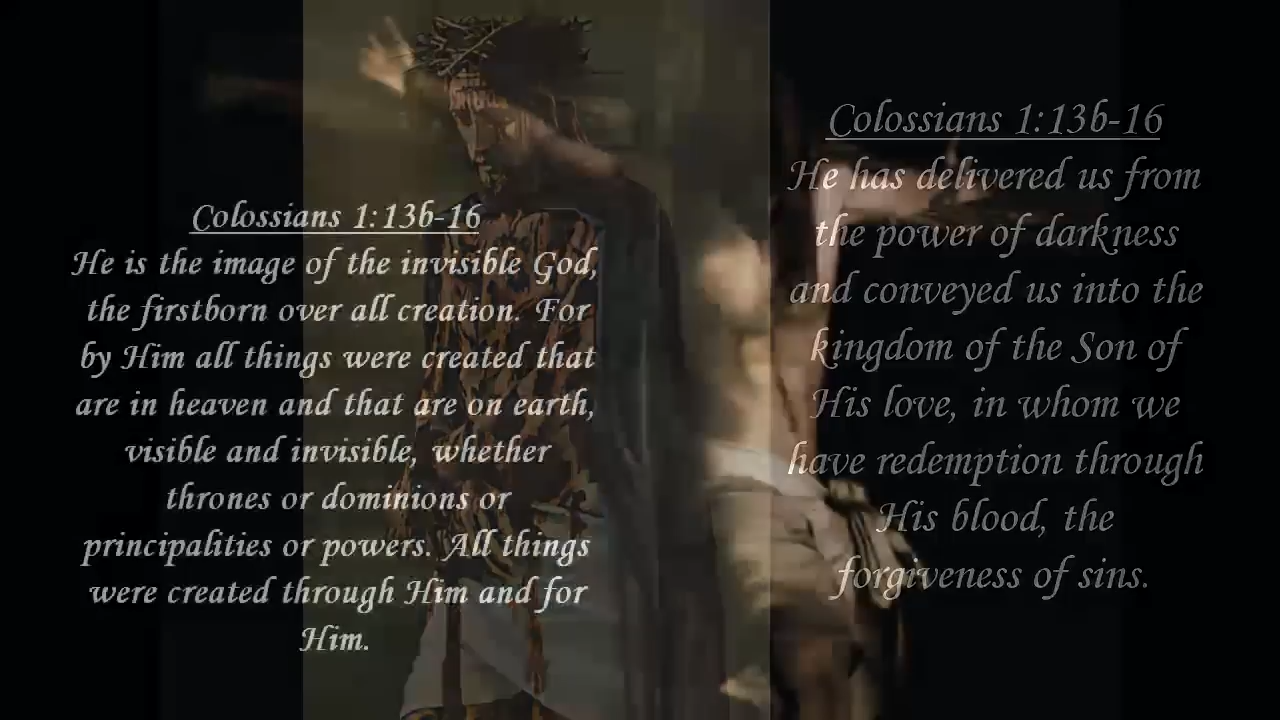 Colossians 1:13b-16
He is the image of the invisible God,
the firstborn over all creation. For
by Him all things were created that
are in heaven and that are on earth,
visible and invisible, whether
thrones or dominions or
principalities or powers. All things
were created through Him and for
Him.
Colossians 1:13b-16
He has delivered us from
the power of darkness
and conveyed us into the
kingdom of the Son of
His love, in whom we
have redemption through
His blood, the
forgiveness of sins.